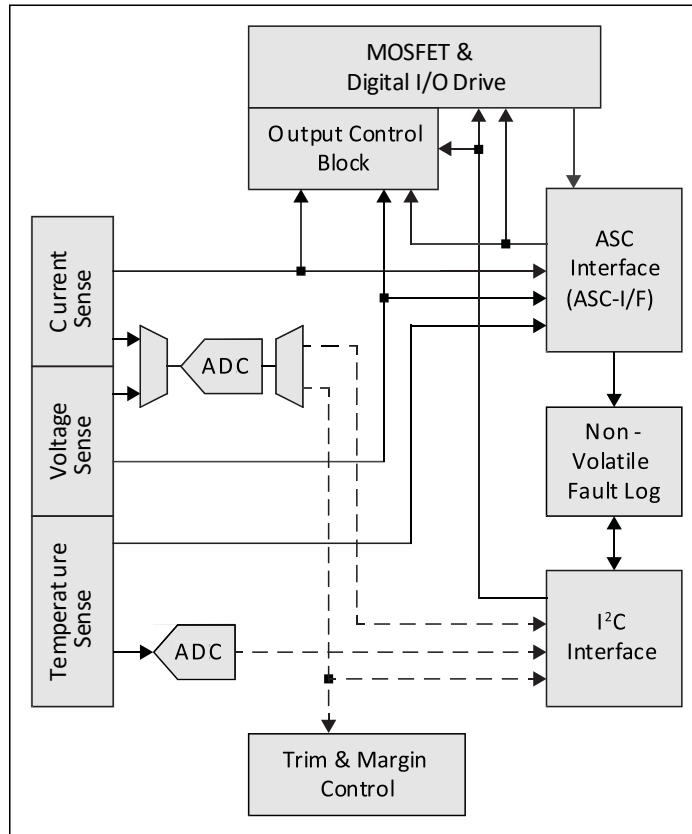 MOSFET &
Digital I/O Drive
Output Control
Block
ASC
Interface
(ASC-I/F)
Current
Sense
ADC
Voltage
Sense
Non -
Volatile
Fault Log
Temperature
Sense
ADC
I²C
Interface
Trim & Margin
Control